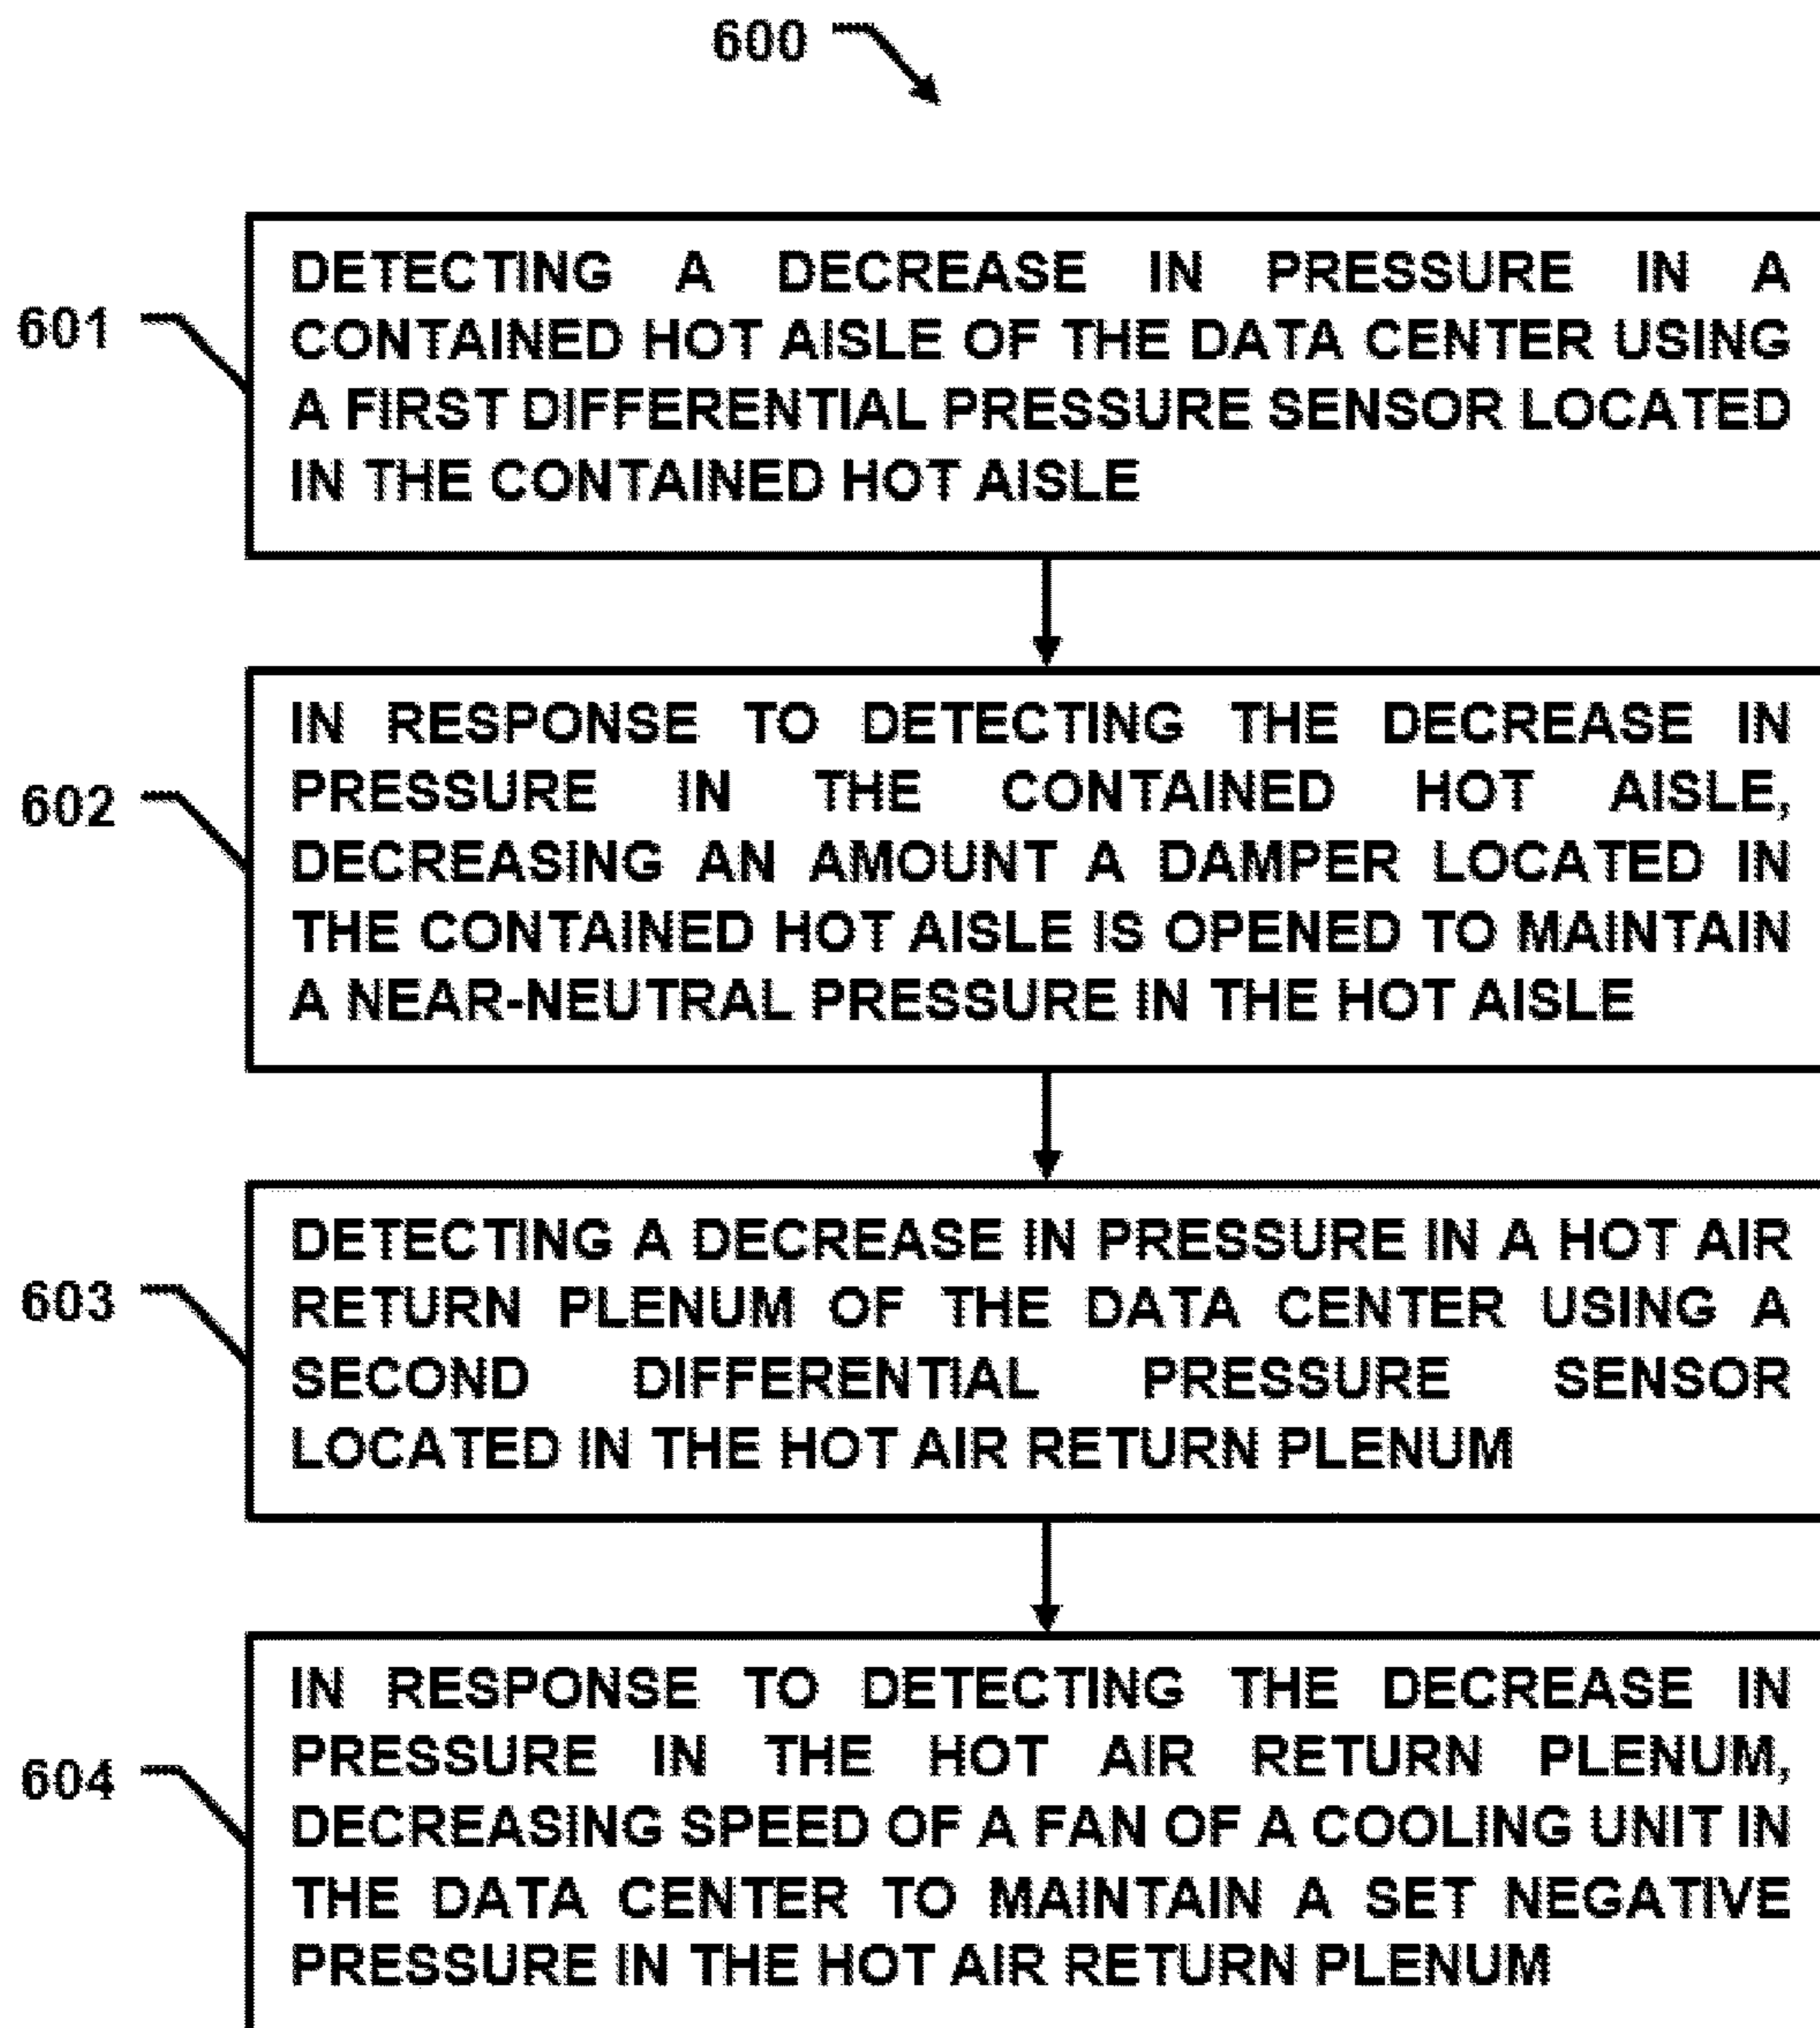 600
601
DETECTING A DECREASE IN PRESSURE IN A
CONTAINED HOT AISLE OF THE DATA CENTER USING
A FIRST DIFFERENTIAL PRESSURE SENSOR LOCATED
IN THE CONTAINED HOT AISLE
602
IN RESPONSE TO DETECTING THE DECREASE IN
PRESSURE IN THE CONTAINED HOT AISLE,
DECREASING AN AMOUNT A DAMPER LOCATED IN
THE CONTAINED HOT AISLE IS OPENED TO MAINTAIN
A NEAR-NEUTRAL PRESSURE IN THE HOT AISLE
603
DETECTING A DECREASE IN PRESSURE IN A HOT AIR
RETURN PLENUM OF THE DATA CENTER USING A
SECOND DIFFERENTIAL PRESSURE SENSOR
LOCATED IN THE HOT AIR RETURN PLENUM
604
IN RESPONSE TO DETECTING THE DECREASE IN
PRESSURE IN THE HOT AIR RETURN PLENUM,
DECREASING SPEED OF A FAN OF A COOLING UNIT IN
THE DATA CENTER TO MAINTAIN A SET NEGATIVE
PRESSURE IN THE HOT AIR RETURN PLENUM